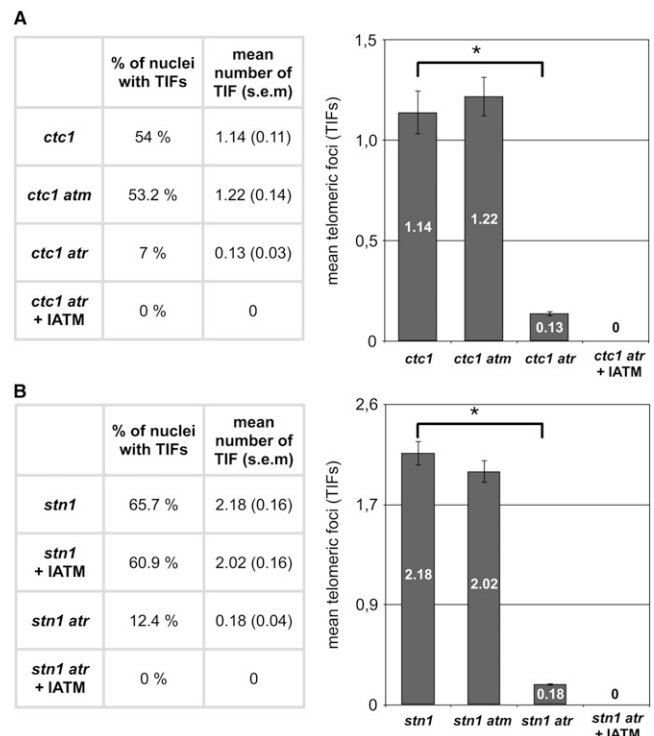 A
% of nuclei
with TIFs
mean
number of
TIF (s.e.m)
ctc1
54 %
1.14 (0.11)
ctc1 atm
53.2 %
1.22 (0.14)
ctc1 atr
7 %
0.13 (0.03)
ctc1 atr
+ IATM
0 %
0
mean telomeric foci (TIFs)
1,5
1,0
0,5
0
*
1.14
1.22
0.13
0
ctc1
ctc1 atm
ctc1 atr
ctc1 atr
+ IATM
B
% of nuclei
with TIFs
mean
number of
TIF (s.e.m)
stn1
65.7 %
2.18 (0.16)
stn1
+ IATM
60.9 %
2.02 (0.16)
stn1 atr
12.4 %
0.18 (0.04)
stn1 atr
+ IATM
0 %
0
mean telomeric foci (TIFs)
2,6
1,7
0,9
0
*
2.18
2.02
0.18
0
stn1
stn1 atm
stn1 atr
stn1 atr
+ IATM